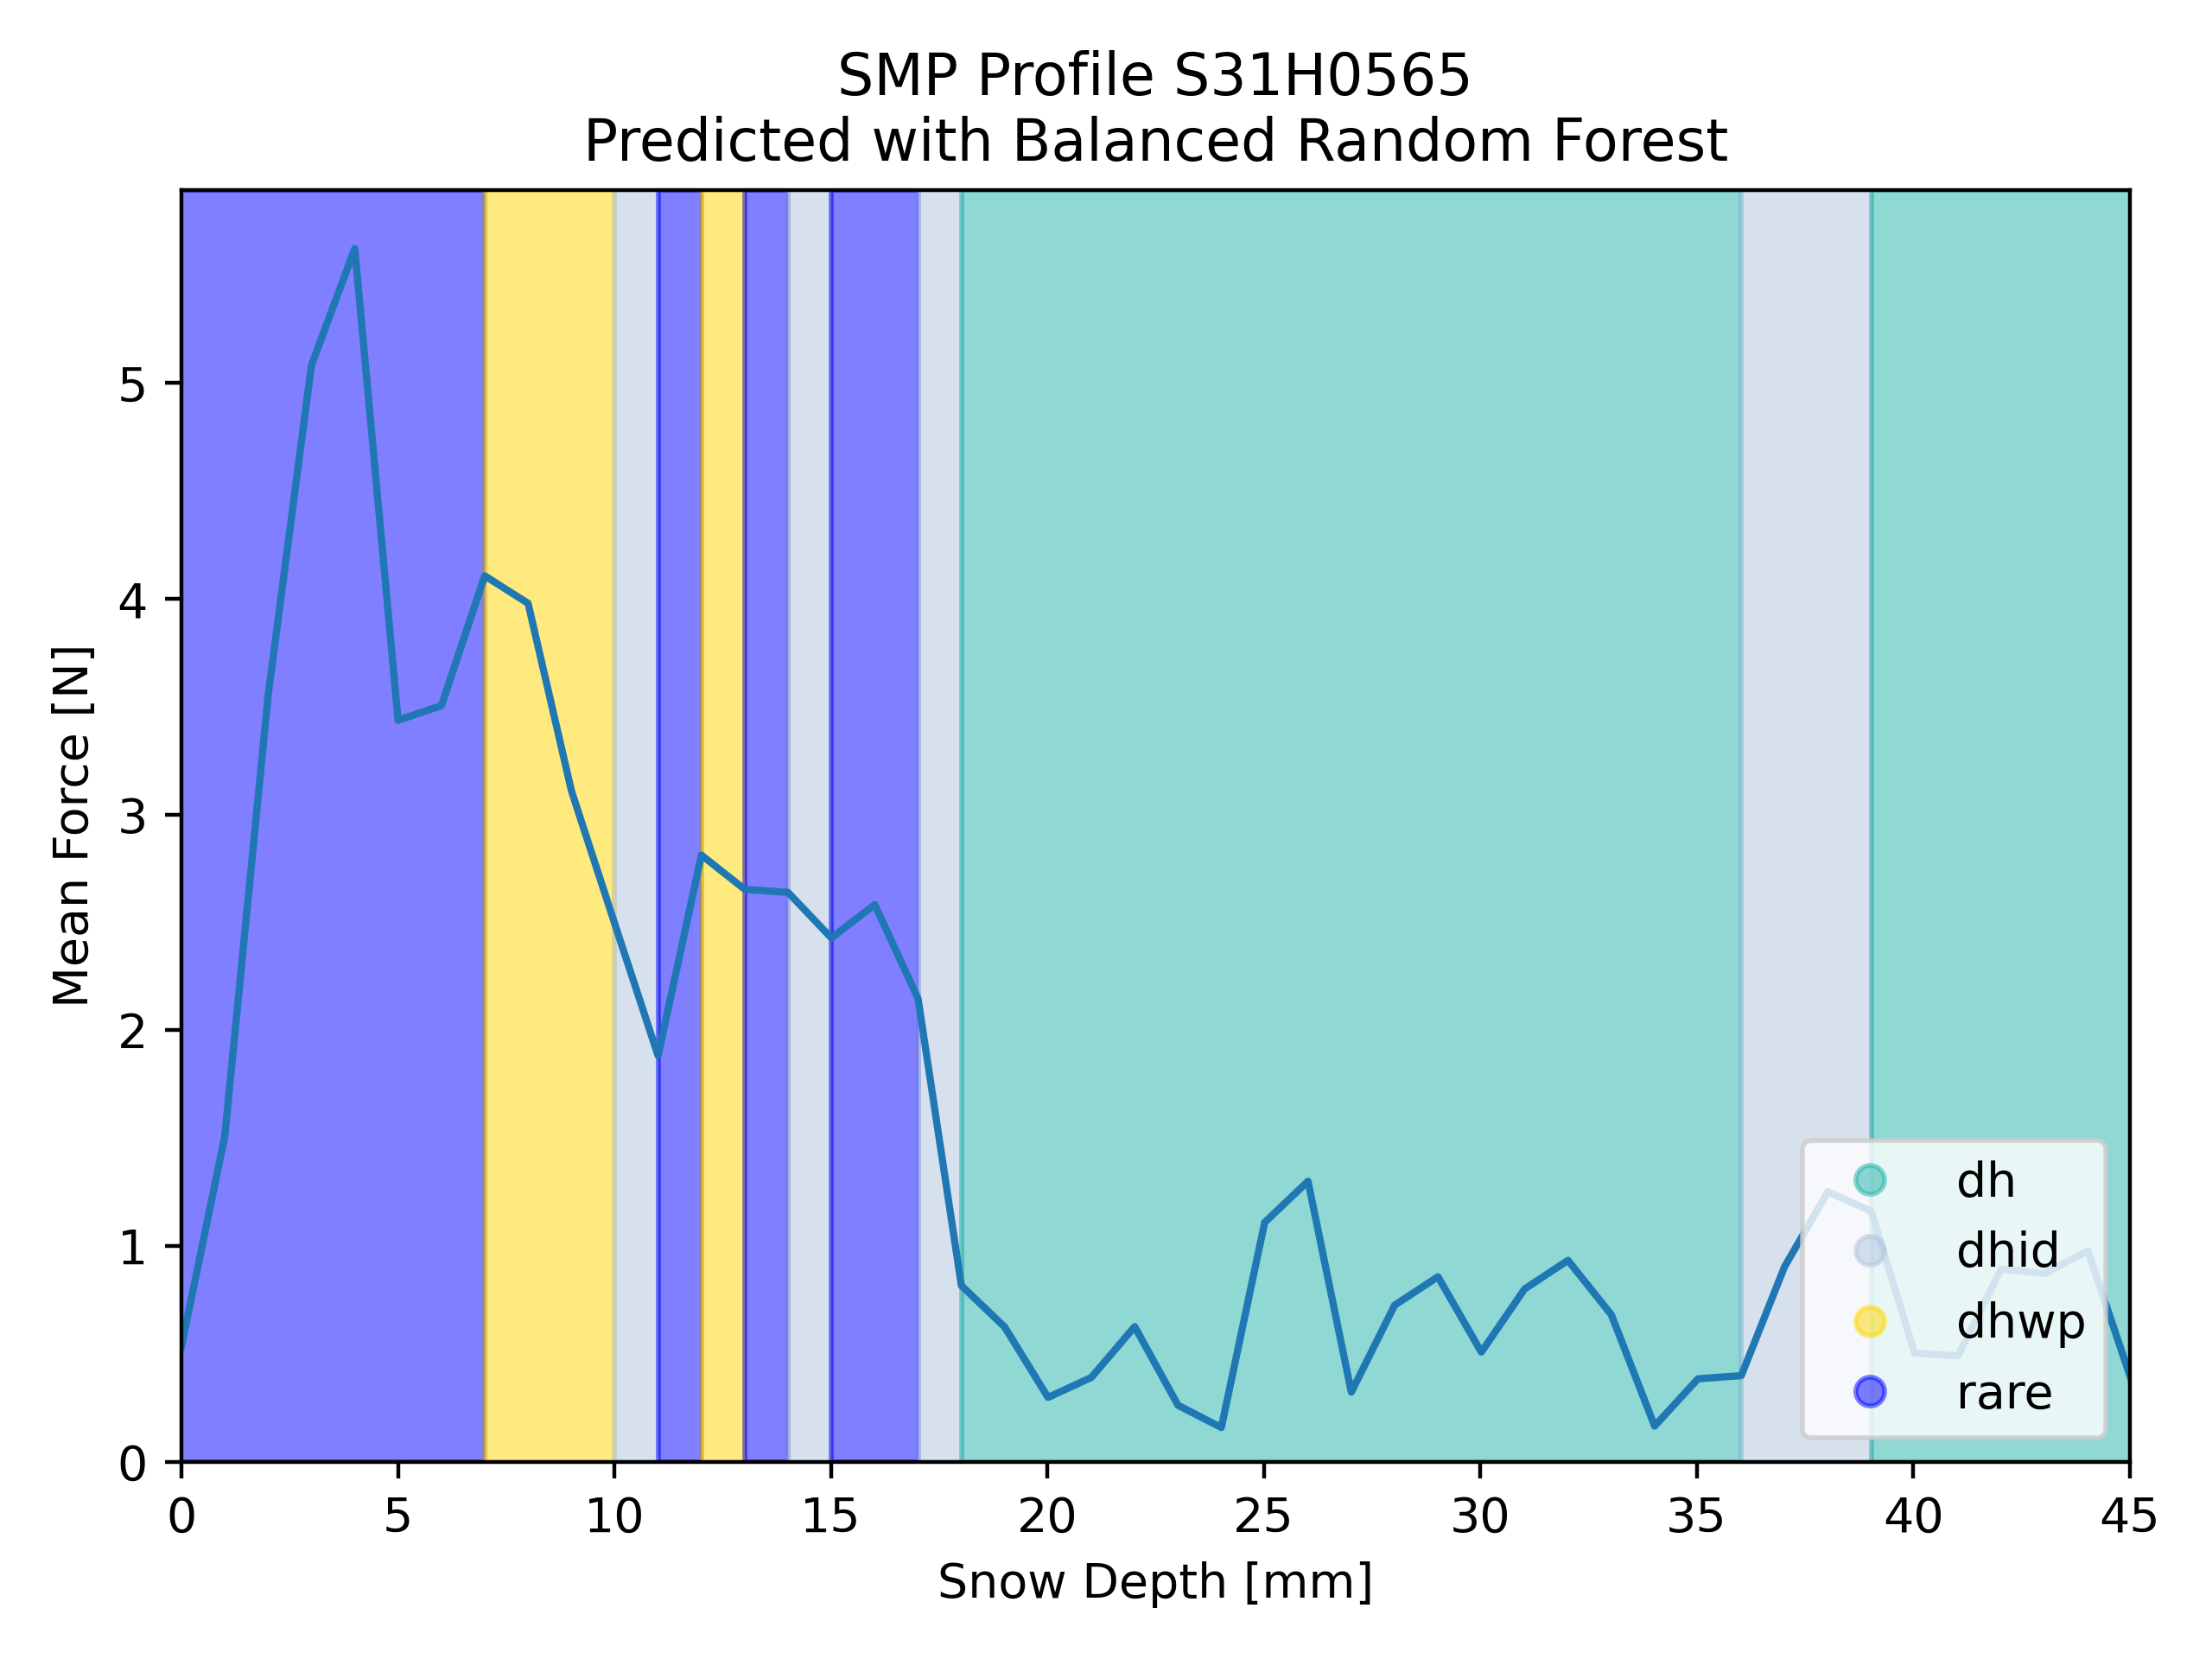 SMP Profile S31H0565
Predicted with Balanced Random Forest
Mean Force [N]
5
4
3
2
1
0
dh
dhid
dhwp
rare
0 5 10 15 20 25 30 35 40 45
Snow Depth [mm]